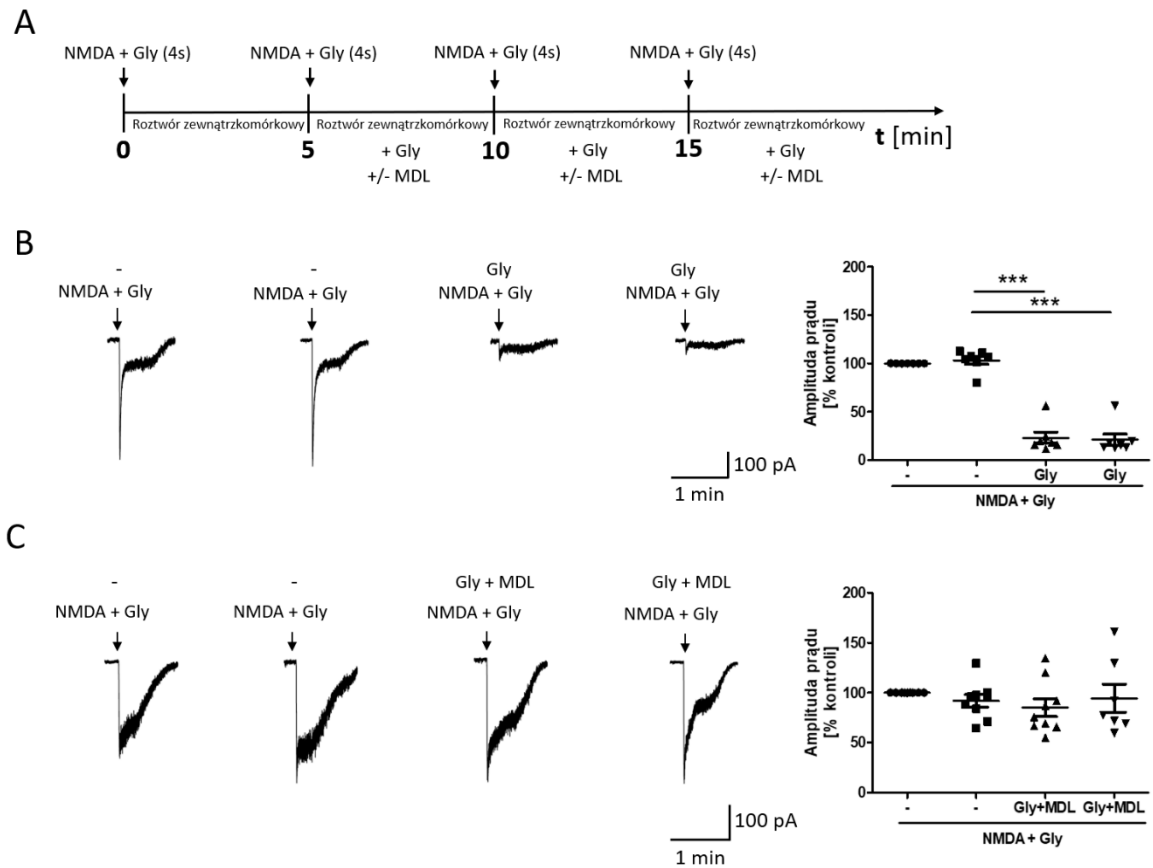 A
NMDA + Gly (4s) NMDA + Gly (4s) NMDA + Gly (4s) NMDA + Gly (4s)
Roztwór zewnątrzkomórkowy Roztwór zewnątrzkomórkowy Roztwór zewnątrzkomórkowy Roztwór zewnątrzkomórkowy
0 5 10 15 t [min]
+ Gly + Gly + Gly
+/- MDL +/- MDL +/- MDL
B
- - Gly Gly
NMDA + Gly NMDA + Gly NMDA + Gly NMDA + Gly
100 pA
1 min
Amplituda prądu
[% kontroli]
200
150
100
50
0
***
***
- - Gly Gly
NMDA + Gly
C
- - Gly + MDL Gly + MDL
NMDA + Gly NMDA + Gly NMDA + Gly NMDA + Gly
100 pA
1 min
Amplituda prądu
[% kontroli]
200
150
100
50
0
- - Gly+MDL Gly+MDL
NMDA + Gly